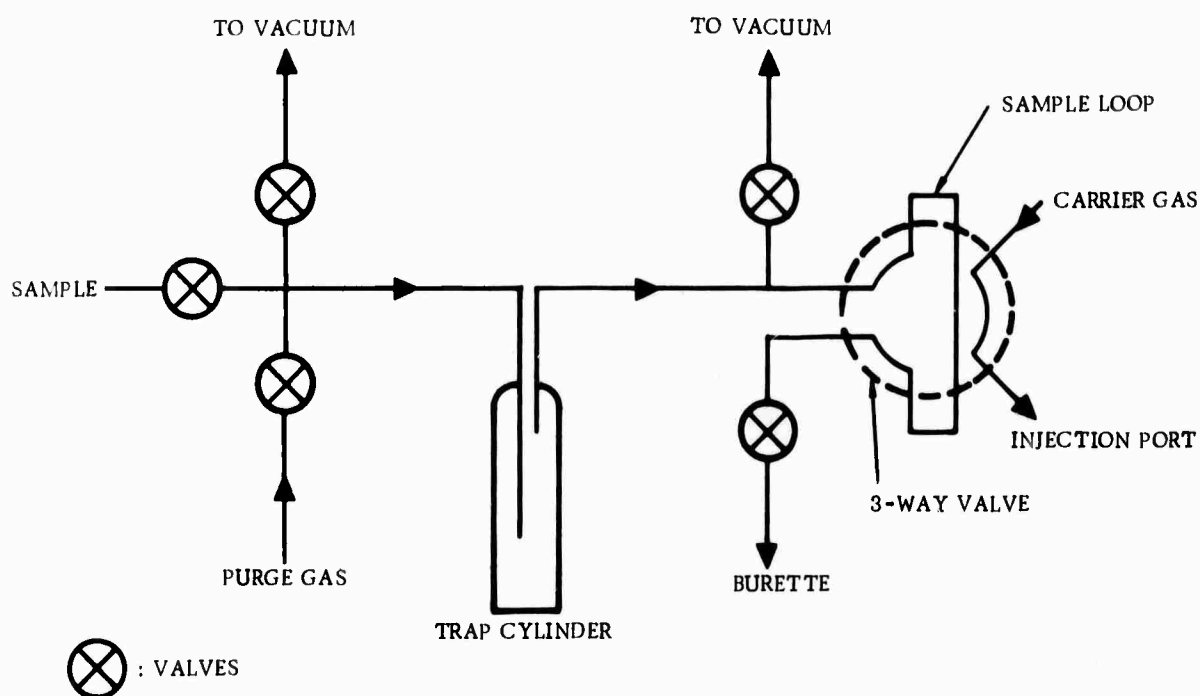 TO VACUUM
TO VACUUM
SAMPLE LOOP
CARRIER GAS
SAMPLE
INJECTION PORT
3-WAY VALVE
PURGE GAS
BURETTE
TRAP CYLINDER
: VALVES